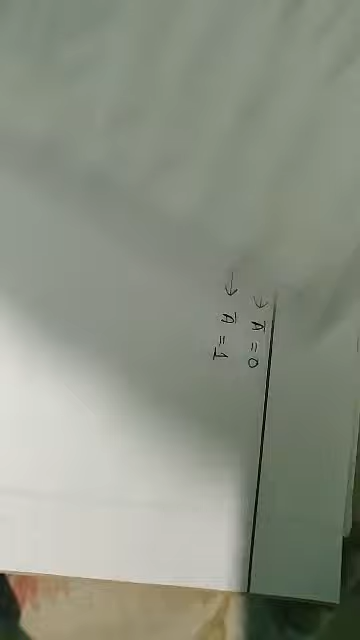 → A̅ = 0
→ A̅ = 1